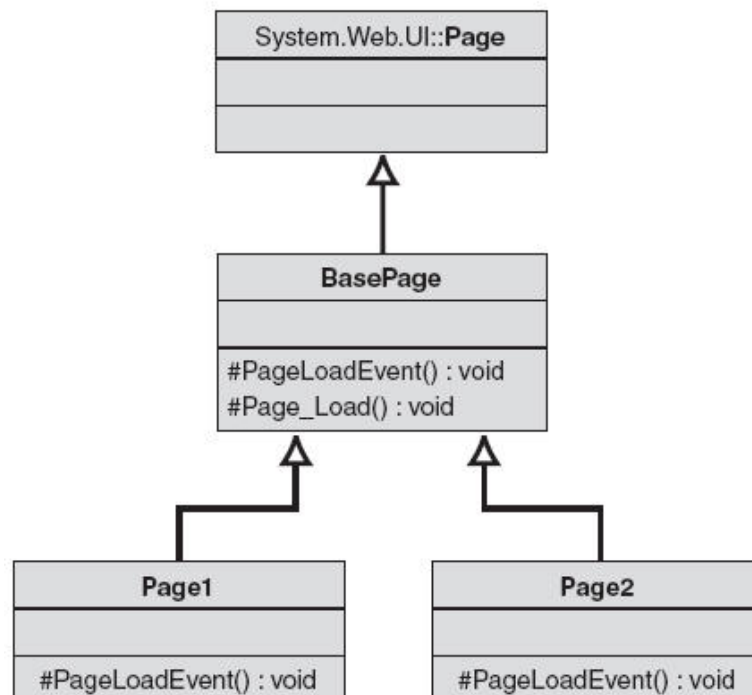 System.Web.UI::Page
BasePage
#PageLoadEvent() : void
#Page_Load() : void
Page1
Page2
#PageLoadEvent() : void
#PageLoadEvent() : void